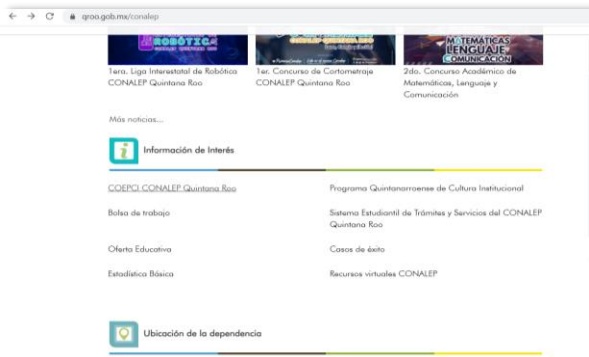 qroo.gob.mx/conalep
ROBÓTICA
CONALEP QUINTANA ROO
MATEMÁTICAS
LENGUAJE
COMUNICACIÓN
1era. Liga Interestatal de Robótica
CONALEP Quintana Roo
1er. Concurso de Cortometraje
CONALEP Quintana Roo
2do. Concurso Académico de
Matemáticas, Lenguaje y
Comunicación
Más noticias...
Información de Interés
COEPCI CONALEP Quintana Roo
Programa Quintanarroense de Cultura Institucional
Bolsa de trabajo
Sistema Estudiantil de Trámites y Servicios del CONALEP
Quintana Roo
Oferta Educativa
Casos de éxito
Estadística Básica
Recursos virtuales CONALEP
Ubicación de la dependencia